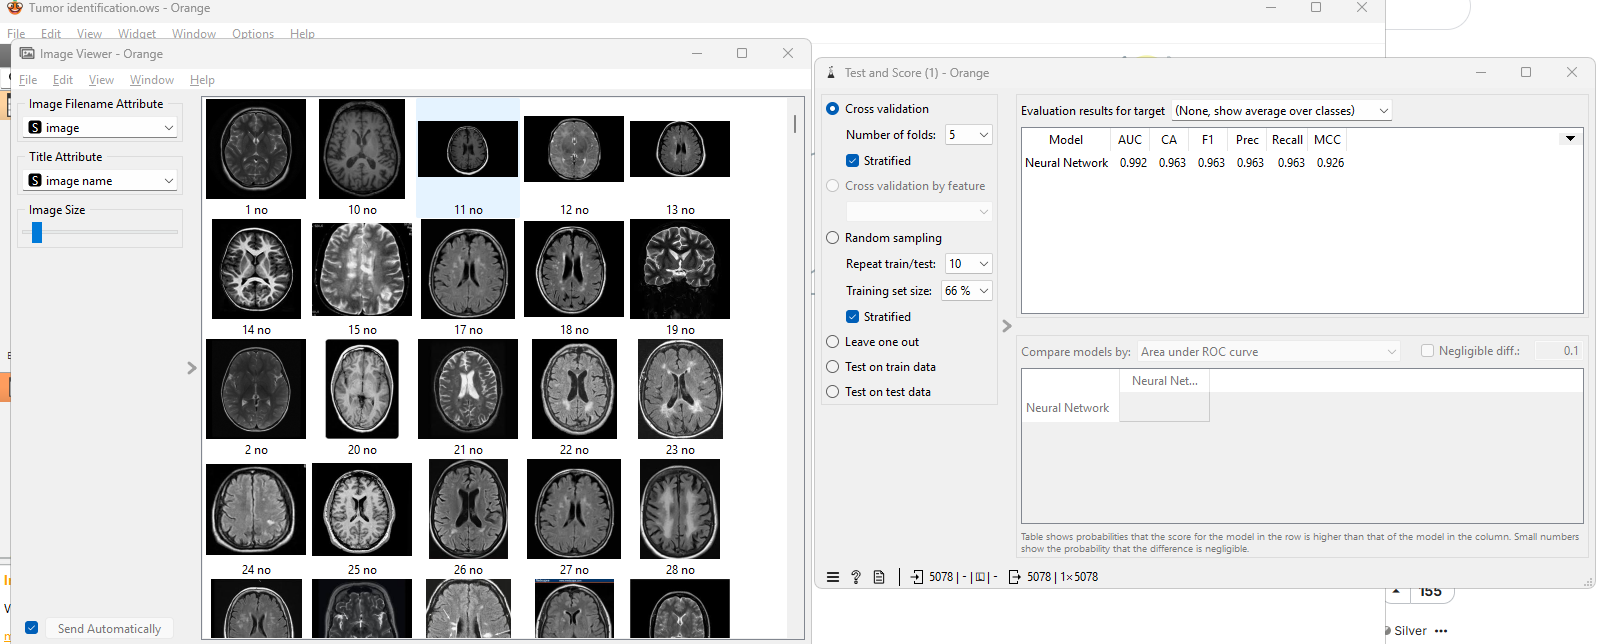 Tumor identification.ows - Orange
File Edit View Widget Window Options Help
Image Viewer - Orange
File Edit View Window Help
Image Filename Attribute
S image
Title Attribute
S image name
Image Size
1 no 10 no 11 no 12 no 13 no
14 no 15 no 17 no 18 no 19 no
2 no 20 no 21 no 22 no 23 no
24 no 25 no 26 no 27 no 28 no
Send Automatically
Test and Score (1) - Orange
Cross validation
Number of folds: 5
Stratified
Cross validation by feature
Random sampling
Repeat train/test: 10
Training set size: 66 %
Stratified
Leave one out
Test on train data
Test on test data
Evaluation results for target (None, show average over classes)
Model AUC CA F1 Prec Recall MCC
Neural Network 0.992 0.963 0.963 0.963 0.963 0.926
Compare models by: Area under ROC curve Negligible diff.: 0.1
Neural Net...
Neural Network
Table shows probabilities that the score for the model in the row is higher than that of the model in the column. Small numbers
show the probability that the difference is negligible.
5078 | - | - 5078 | 1×5078
155
Silver •••